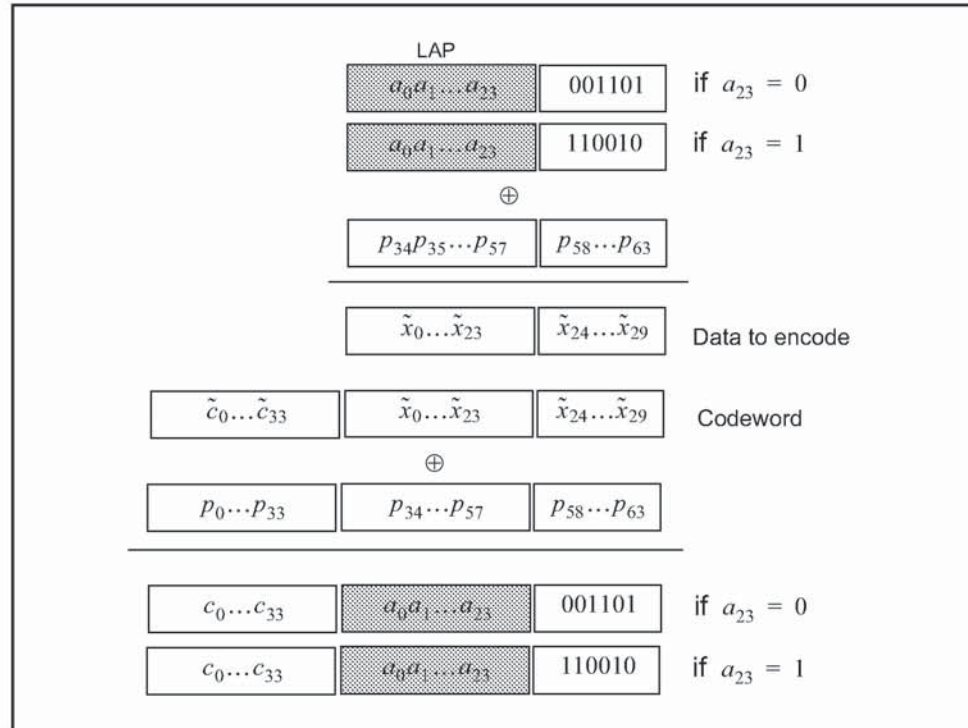 LAP
a₀a₁…a₂₃ 001101 if a₂₃ = 0
a₀a₁…a₂₃ 110010 if a₂₃ = 1
⊕
p₃₄p₃₅…p₅₇ p₅₈…p₆₃
x̃₀…x̃₂₃ x̃₂₄…x̃₂₉ Data to encode
c̃₀…c̃₃₃ x̃₀…x̃₂₃ x̃₂₄…x̃₂₉ Codeword
⊕
p₀…p₃₃ p₃₄…p₅₇ p₅₈…p₆₃
c₀…c₃₃ a₀a₁…a₂₃ 001101 if a₂₃ = 0
c₀…c₃₃ a₀a₁…a₂₃ 110010 if a₂₃ = 1